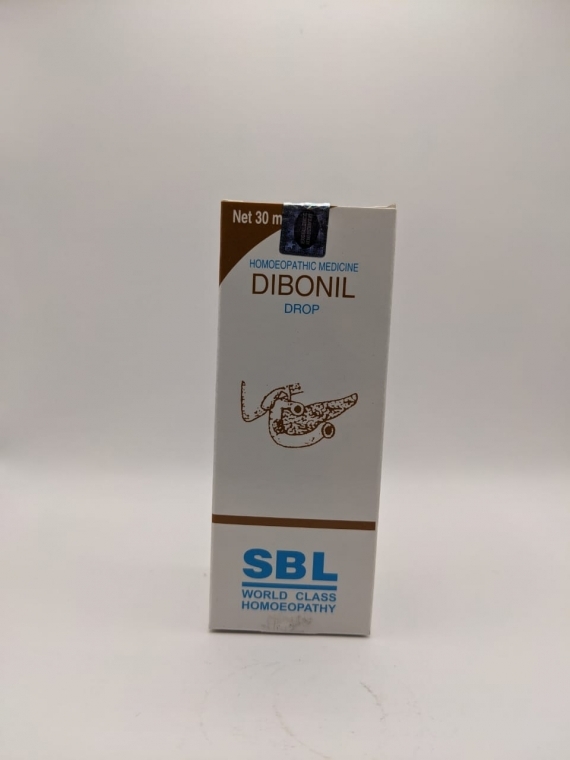 Net 30 m
HOMOEOPATHIC MEDICINE
DIBONIL
DROP
SBL
WORLD CLASS
HOMOEOPATHY